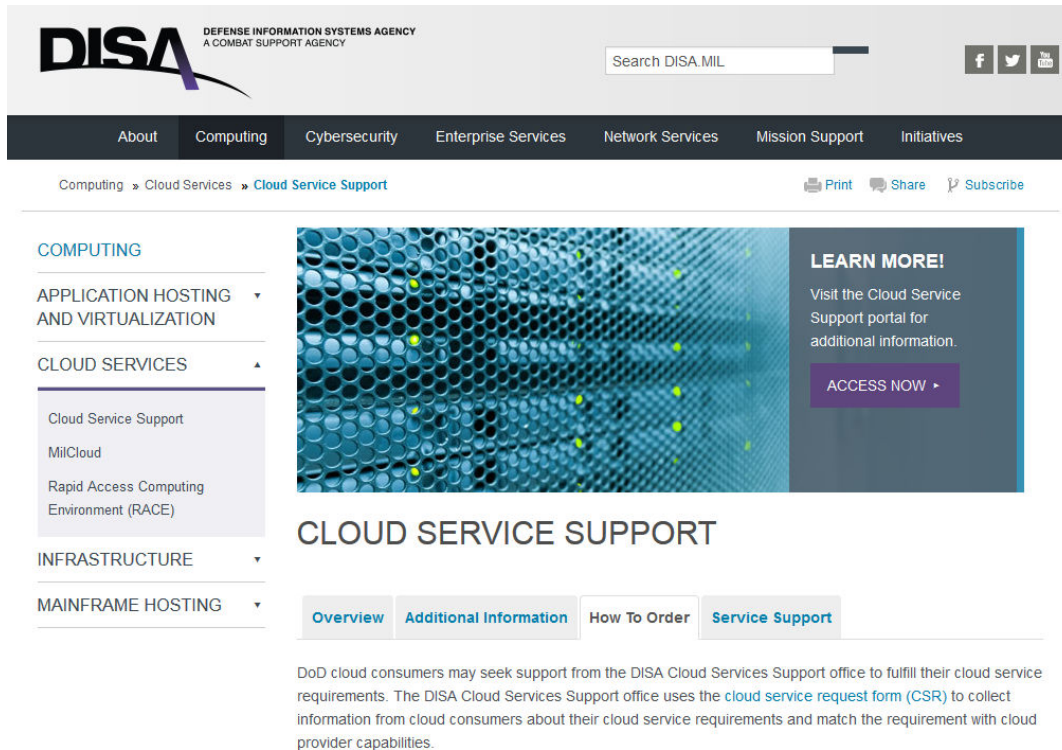 DISA
DEFENSE INFORMATION SYSTEMS AGENCY
A COMBAT SUPPORT AGENCY
Search DISA.MIL
f
You
Tube
About Computing Cybersecurity Enterprise Services Network Services Mission Support Initiatives
Computing » Cloud Services » Cloud Service Support
Print Share Subscribe
COMPUTING
APPLICATION HOSTING
AND VIRTUALIZATION
CLOUD SERVICES
Cloud Service Support
MilCloud
Rapid Access Computing
Environment (RACE)
INFRASTRUCTURE
MAINFRAME HOSTING
LEARN MORE!
Visit the Cloud Service
Support portal for
additional information.
ACCESS NOW
CLOUD SERVICE SUPPORT
Overview Additional Information How To Order Service Support
DoD cloud consumers may seek support from the DISA Cloud Services Support office to fulfill their cloud service
requirements. The DISA Cloud Services Support office uses the cloud service request form (CSR) to collect
information from cloud consumers about their cloud service requirements and match the requirement with cloud
provider capabilities.